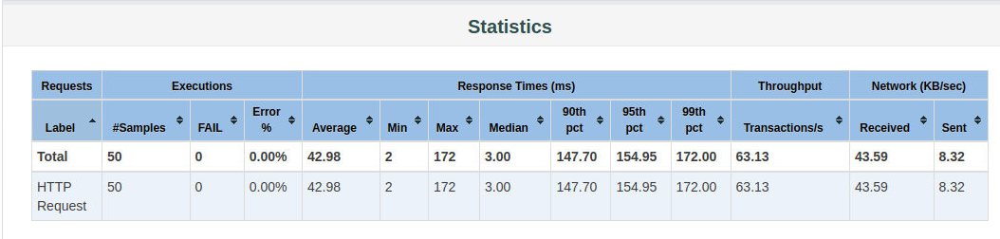 Statistics
Requests Executions Response Times (ms) Throughput Network (KB/sec)
Label #Samples FAIL Error % Average Min Max Median 90th pct 95th pct 99th pct Transactions/s Received Sent
Total 50 0 0.00% 42.98 2 172 3.00 147.70 154.95 172.00 63.13 43.59 8.32
HTTP Request 50 0 0.00% 42.98 2 172 3.00 147.70 154.95 172.00 63.13 43.59 8.32